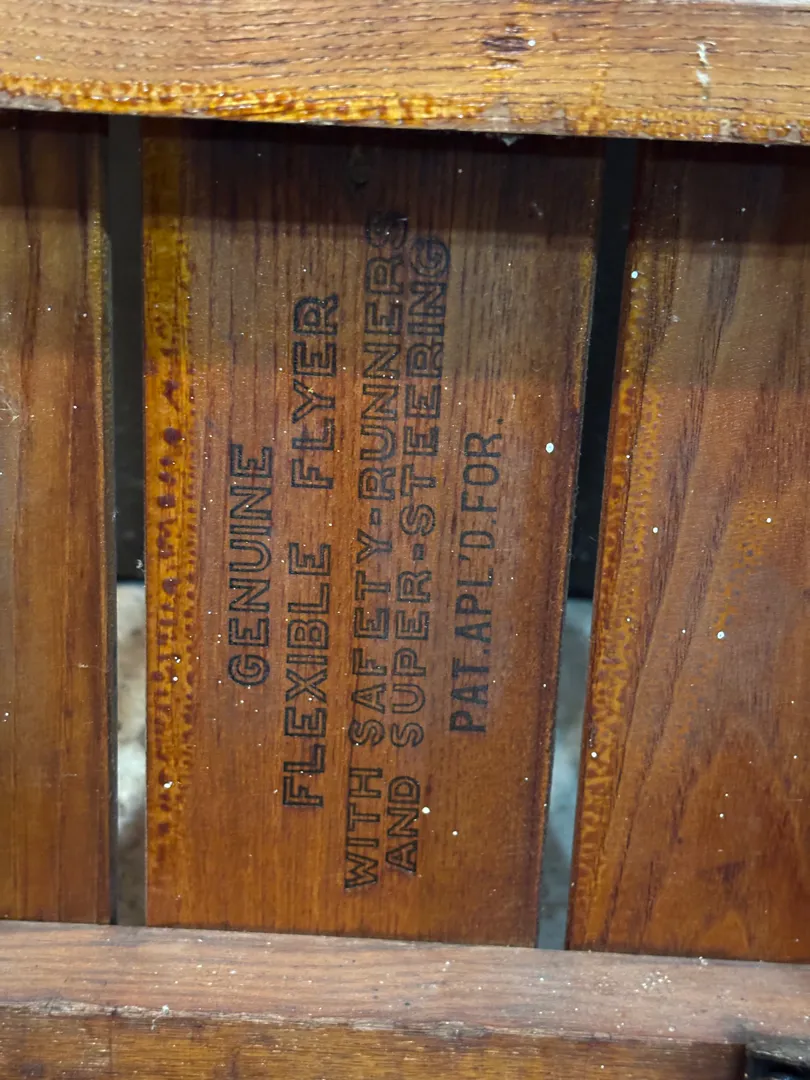 GENUINE
FLEXIBLE FLYER
WITH SAFETY-RUNNERS
AND SUPER-STEERING
PAT.APL'D.FOR.